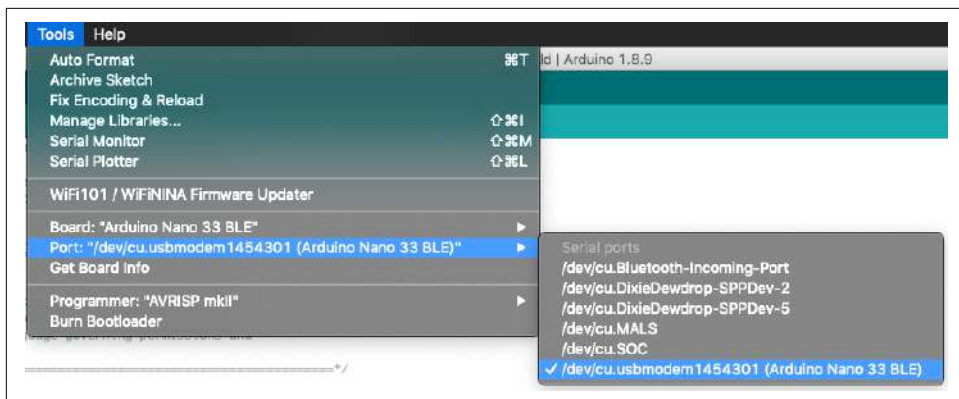 Tools Help
Auto Format ⌘T
ld | Arduino 1.8.9
Archive Sketch
Fix Encoding & Reload
Manage Libraries... ⇧⌘I
Serial Monitor ⇧⌘M
Serial Plotter ⇧⌘L
WiFi101 / WiFiNINA Firmware Updater
Board: "Arduino Nano 33 BLE"
Port: "/dev/cu.usbmodem1454301 (Arduino Nano 33 BLE)"
Get Board Info
Programmer: "AVRISP mkII"
Burn Bootloader
Serial ports
/dev/cu.Bluetooth-Incoming-Port
/dev/cu.DixieDewdrop-SPPDev-2
/dev/cu.DixieDewdrop-SPPDev-5
/dev/cu.MALS
/dev/cu.SOC
✓ /dev/cu.usbmodem1454301 (Arduino Nano 33 BLE)
governing permissions and
==================================*/